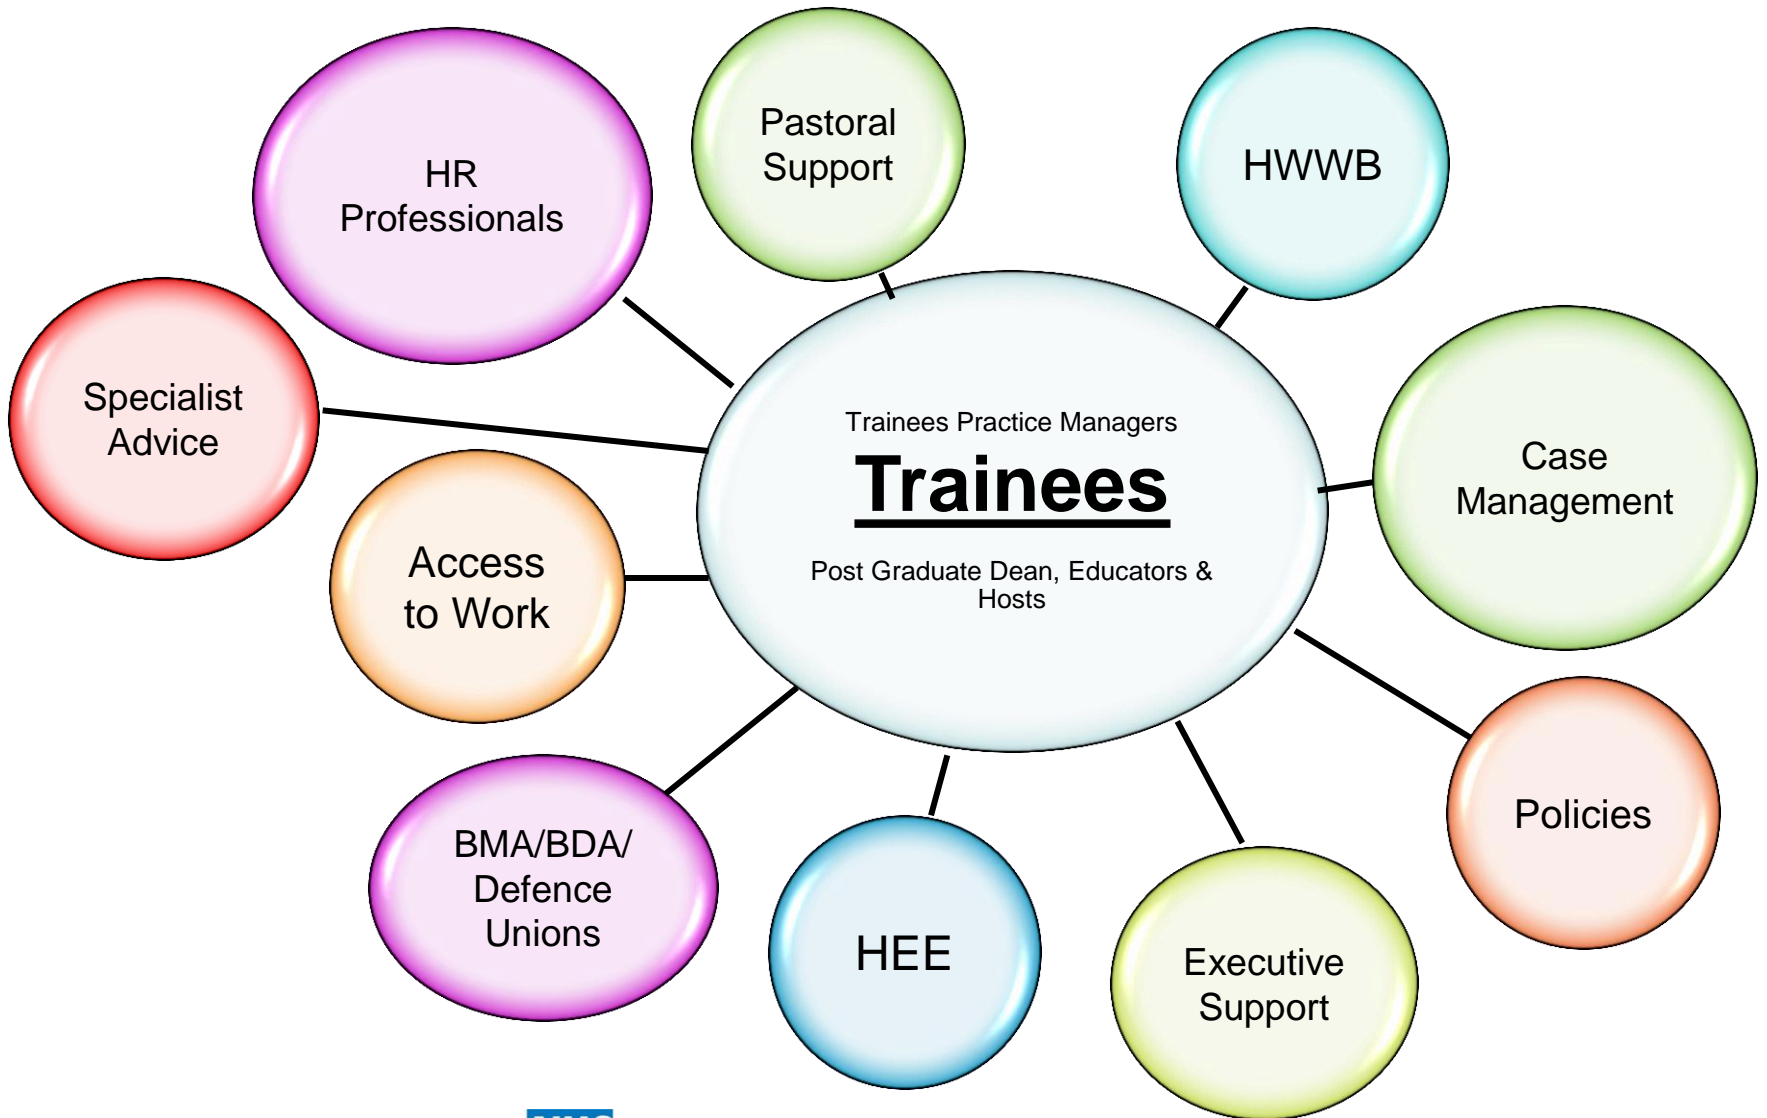 Pastoral
Support
HWWB
HR
Professionals
Specialist
Advice
Trainees Practice Managers
Trainees
Post Graduate Dean, Educators &
Hosts
Case
Management
Access
to Work
Policies
BMA/BDA/
Defence
Unions
HEE
Executive
Support